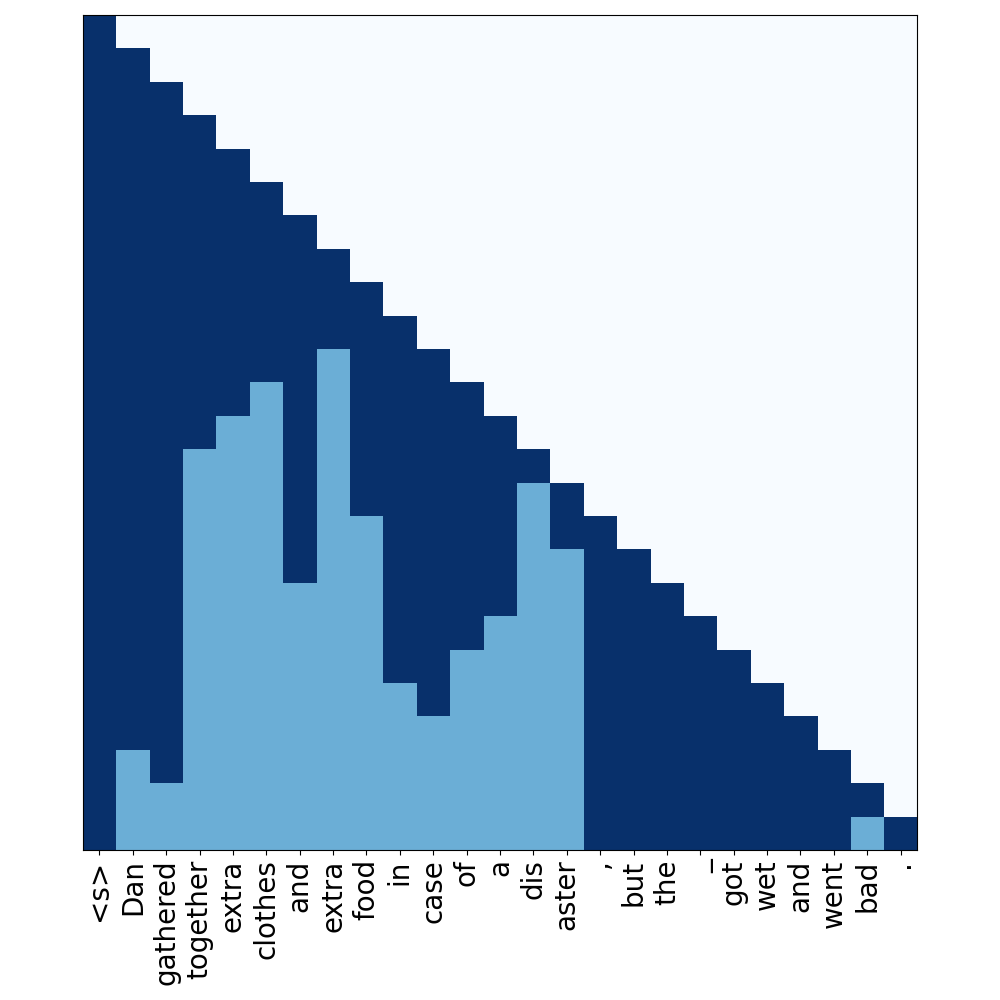 <s>
Dan
gathered
together
extra
clothes
and
extra
food
in
case
of
a
dis
aster
,
but
the
_
got
wet
and
went
bad
.